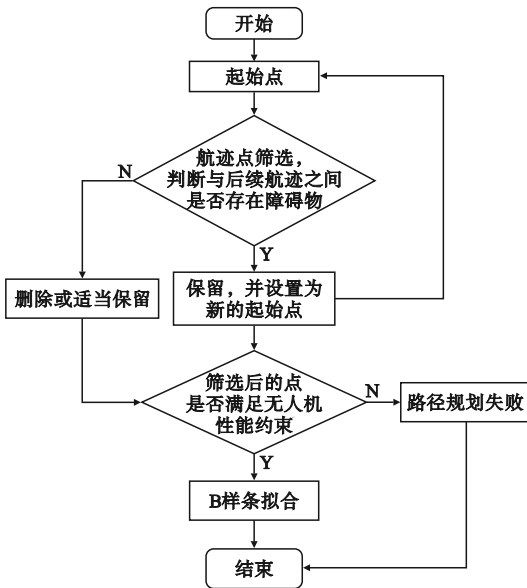 开始
起始点
航迹点筛选，
判断与后续航迹之间
是否存在障碍物
N
Y
删除或适当保留
保留，并设置为
新的起始点
筛选后的点
是否满足无人机
性能约束
N
路径规划失败
Y
B样条拟合
结束